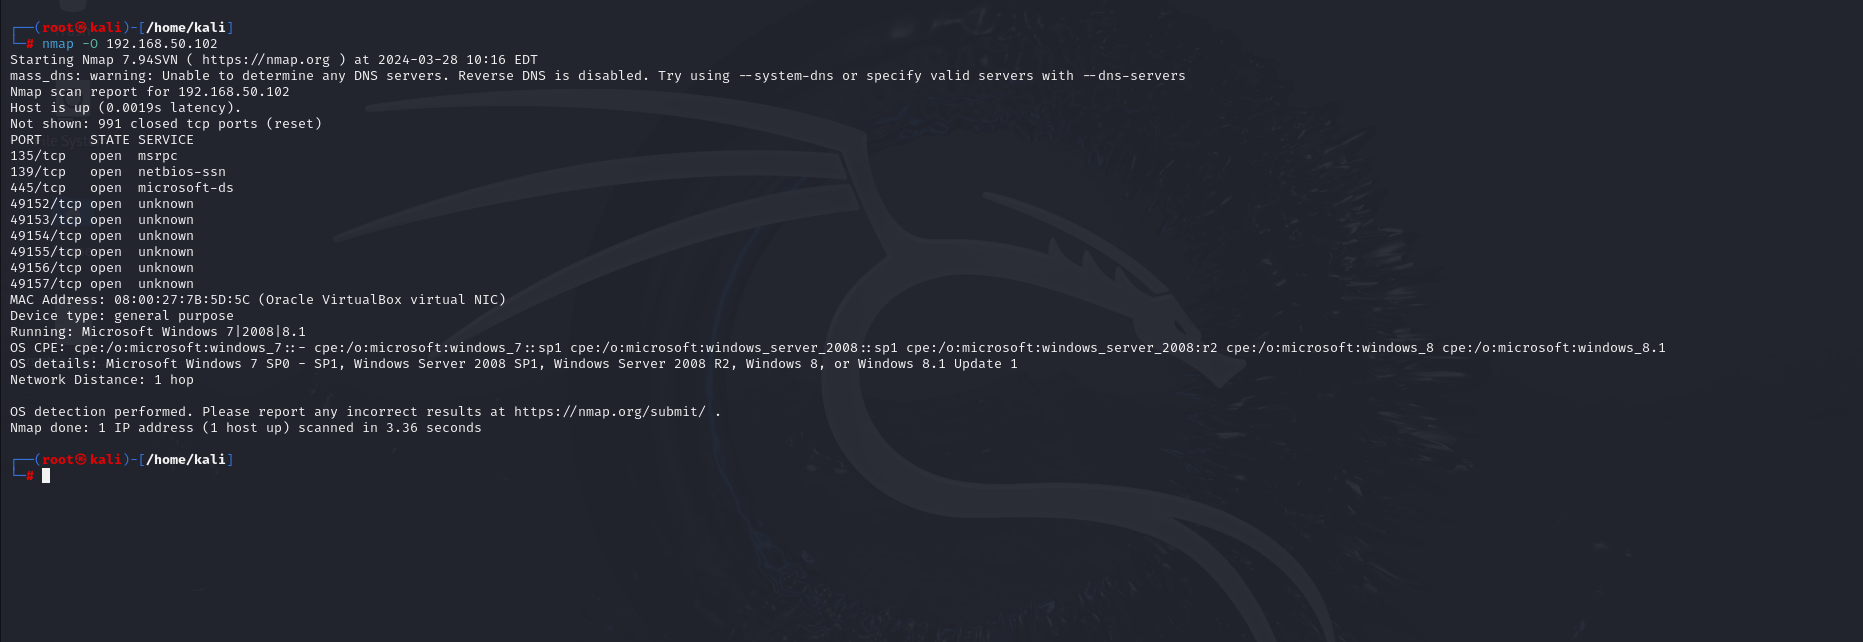 ┌──(root㉿kali)-[/home/kali]
└─# nmap -O 192.168.50.102
Starting Nmap 7.94SVN ( https://nmap.org ) at 2024-03-28 10:16 EDT
mass_dns: warning: Unable to determine any DNS servers. Reverse DNS is disabled. Try using --system-dns or specify valid servers with --dns-servers
Nmap scan report for 192.168.50.102
Host is up (0.0019s latency).
Not shown: 991 closed tcp ports (reset)
PORT      STATE SERVICE
135/tcp   open  msrpc
139/tcp   open  netbios-ssn
445/tcp   open  microsoft-ds
49152/tcp open  unknown
49153/tcp open  unknown
49154/tcp open  unknown
49155/tcp open  unknown
49156/tcp open  unknown
49157/tcp open  unknown
MAC Address: 08:00:27:7B:5D:5C (Oracle VirtualBox virtual NIC)
Device type: general purpose
Running: Microsoft Windows 7|2008|8.1
OS CPE: cpe:/o:microsoft:windows_7::- cpe:/o:microsoft:windows_7::sp1 cpe:/o:microsoft:windows_server_2008::sp1 cpe:/o:microsoft:windows_server_2008:r2 cpe:/o:microsoft:windows_8 cpe:/o:microsoft:windows_8.1
OS details: Microsoft Windows 7 SP0 - SP1, Windows Server 2008 SP1, Windows Server 2008 R2, Windows 8, or Windows 8.1 Update 1
Network Distance: 1 hop
OS detection performed. Please report any incorrect results at https://nmap.org/submit/ .
Nmap done: 1 IP address (1 host up) scanned in 3.36 seconds
┌──(root㉿kali)-[/home/kali]
└─#